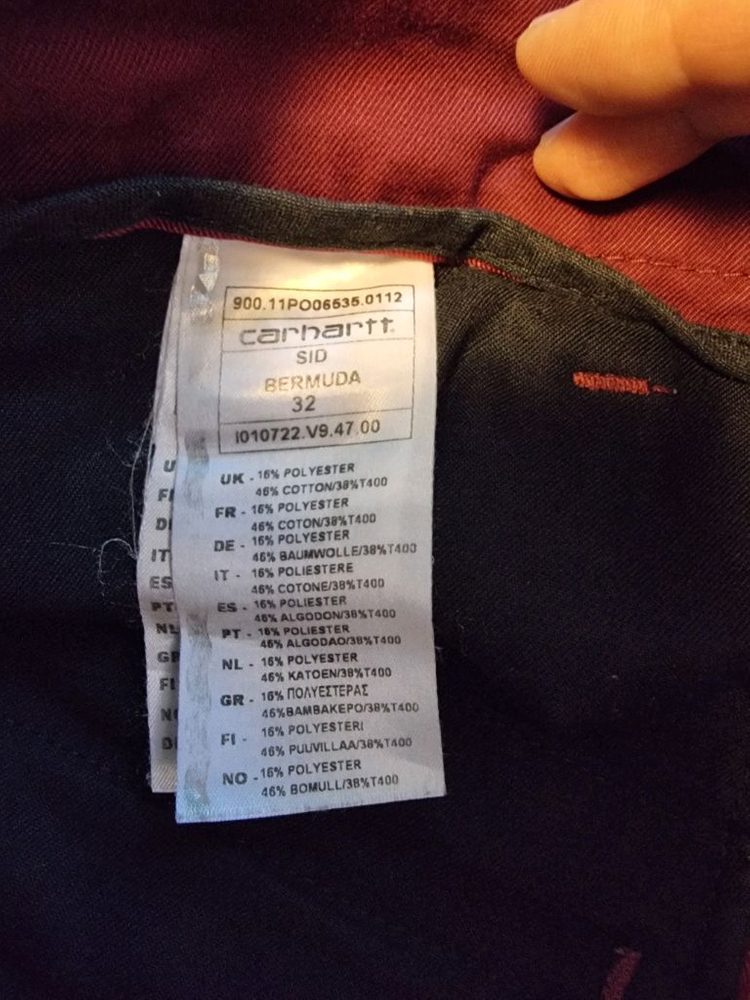 900.11PO06535.0112
carhartt
SID
BERMUDA
32
I010722.V9.47.00
UK - 16% POLYESTER
46% COTTON/38%T400
FR - 16% POLYESTER
46% COTON/38%T400
DE - 16% POLYESTER
46% BAUMWOLLE/38%T400
IT - 16% POLIESTERE
46% COTONE/38%T400
ES - 16% POLIESTER
46% ALGODON/38%T400
PT - 16% POLIESTER
46% ALGODAO/38%T400
NL - 16% POLYESTER
46% KATOEN/38%T400
GR - 16% ΠΟΛΥΕΣΤΕΡΑΣ
46%ΒΑΜΒΑΚΕΡΟ/38%T400
FI - 16% POLYESTERI
46% PUUVILLAA/38%T400
NO - 16% POLYESTER
46% BOMULL/38%T400
IT
ES
PT